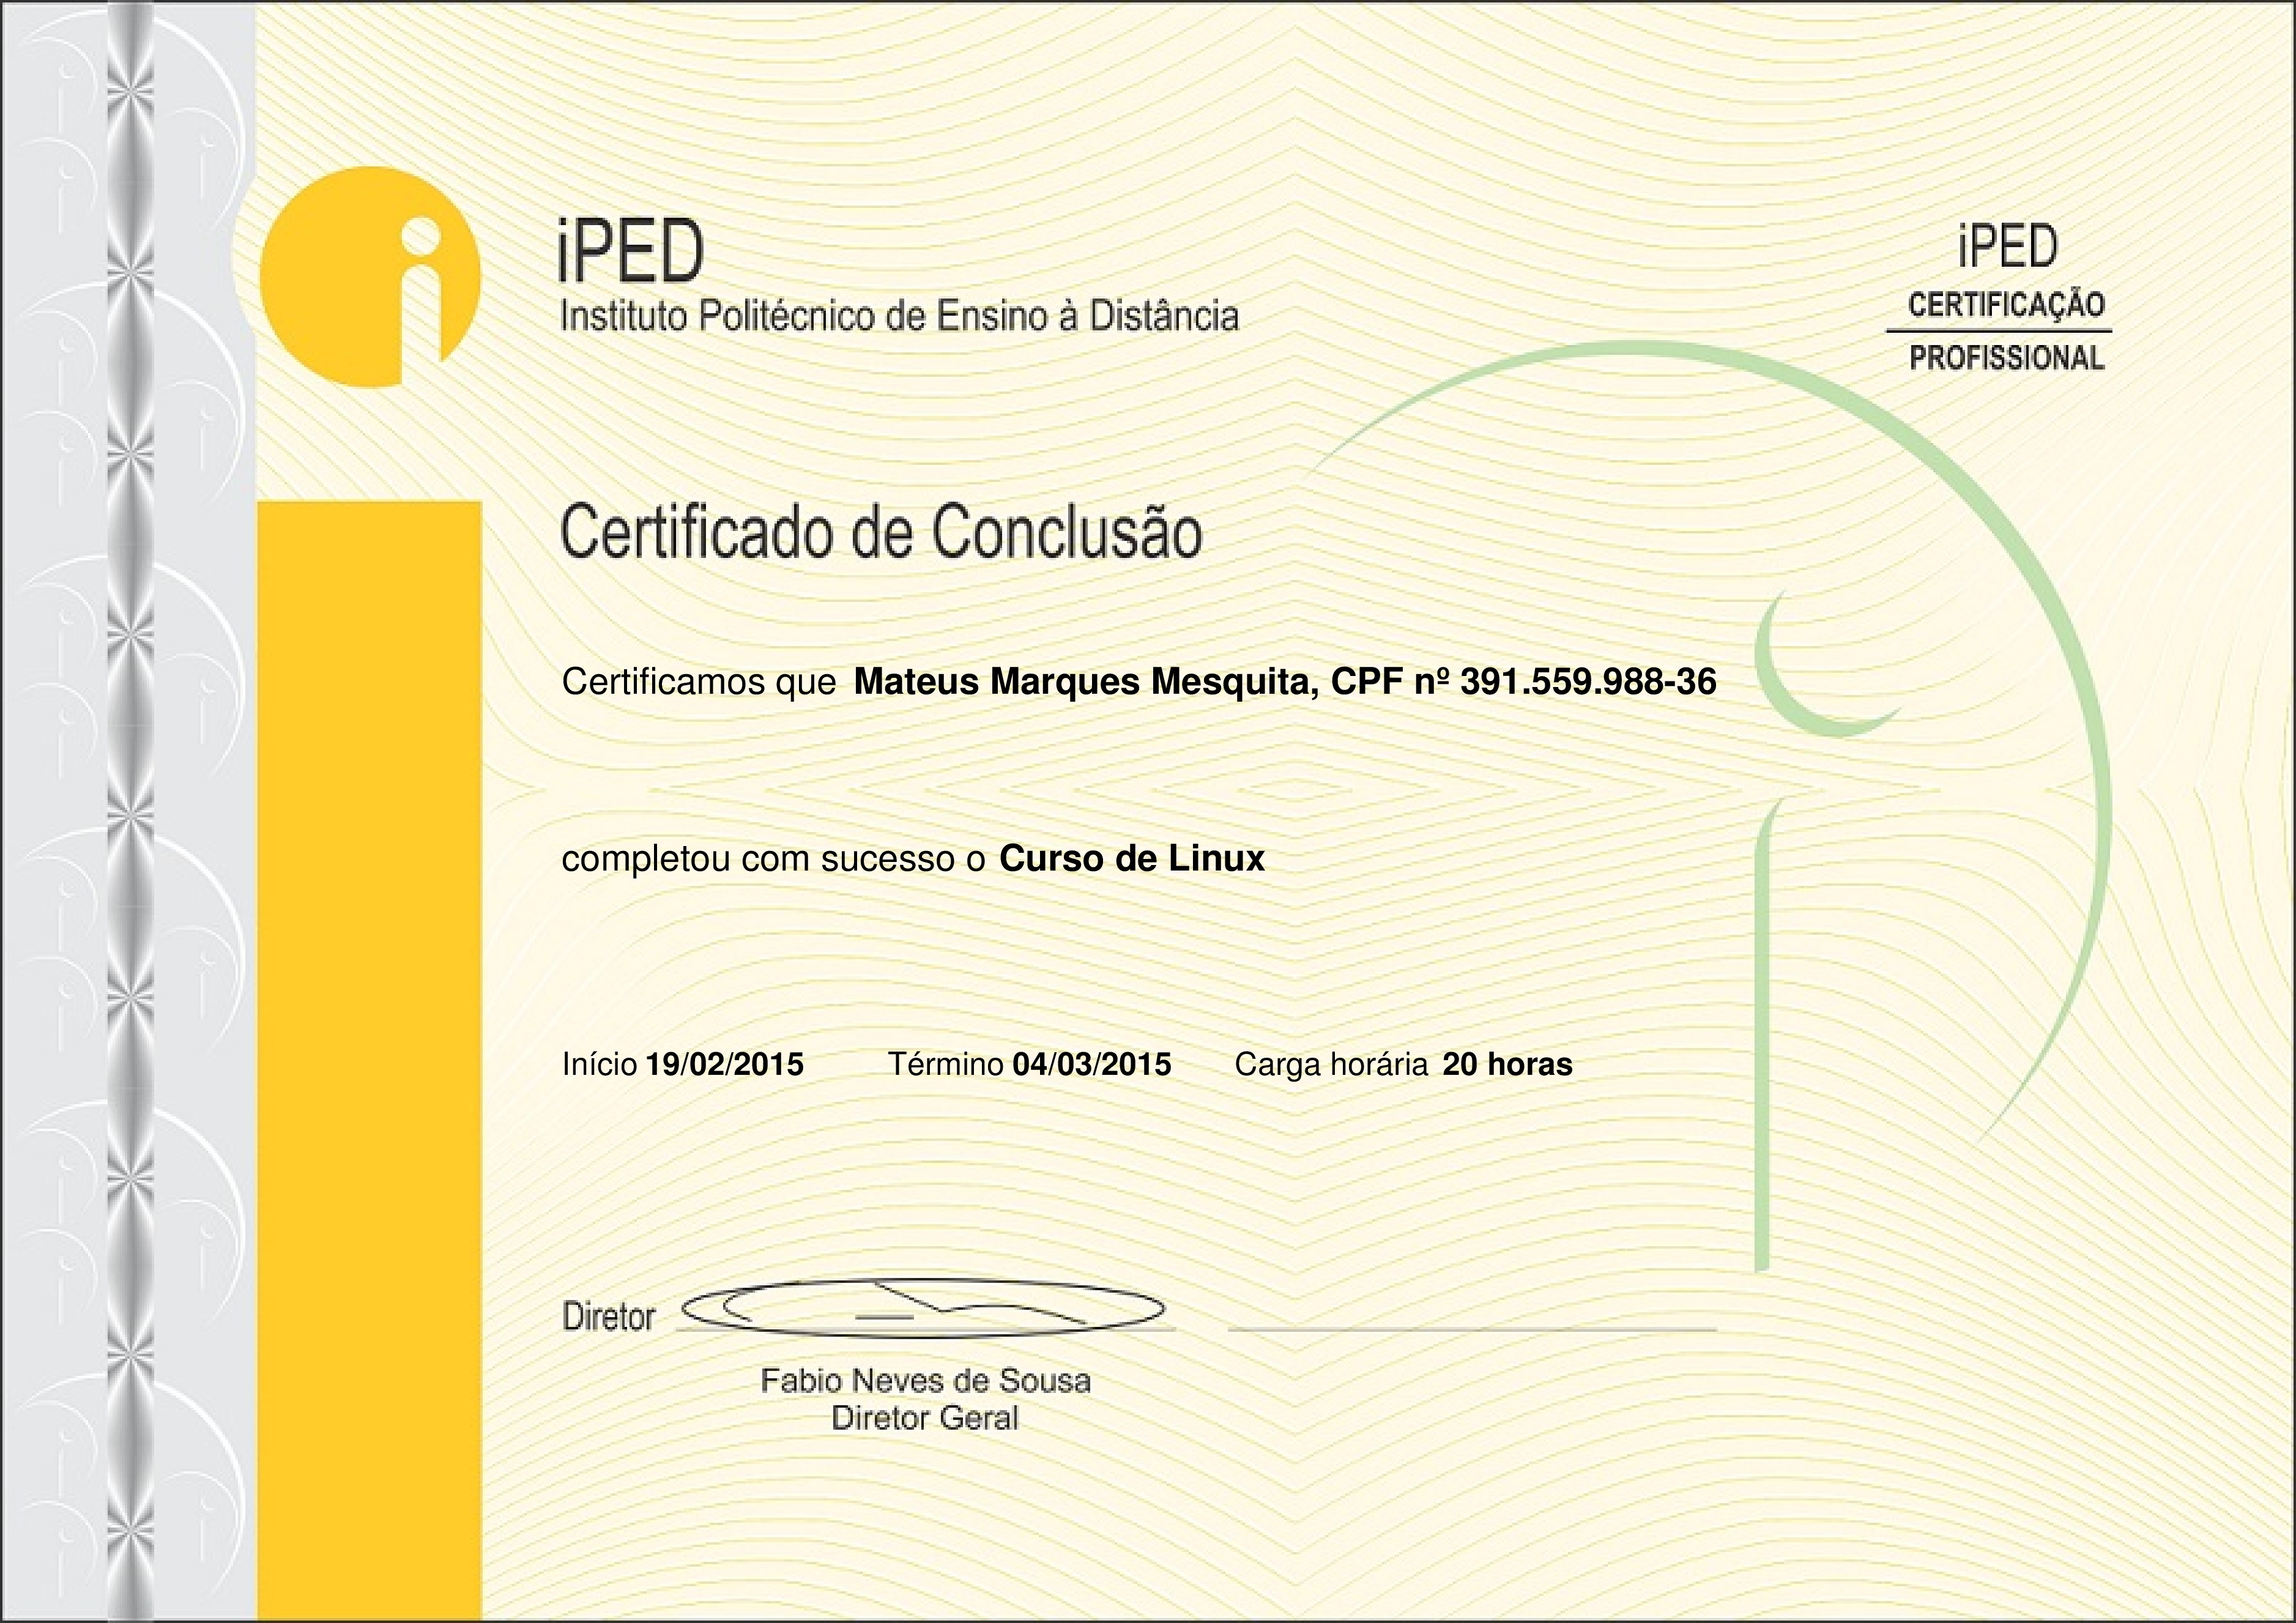 iPED
Instituto Politécnico de Ensino à Distância
iPED
CERTIFICAÇÃO
PROFISSIONAL
Certificado de Conclusão
Certificamos que Mateus Marques Mesquita, CPF nº 391.559.988-36
completou com sucesso o Curso de Linux
Início 19/02/2015 Término 04/03/2015 Carga horária 20 horas
Diretor
Fabio Neves de Sousa
Diretor Geral